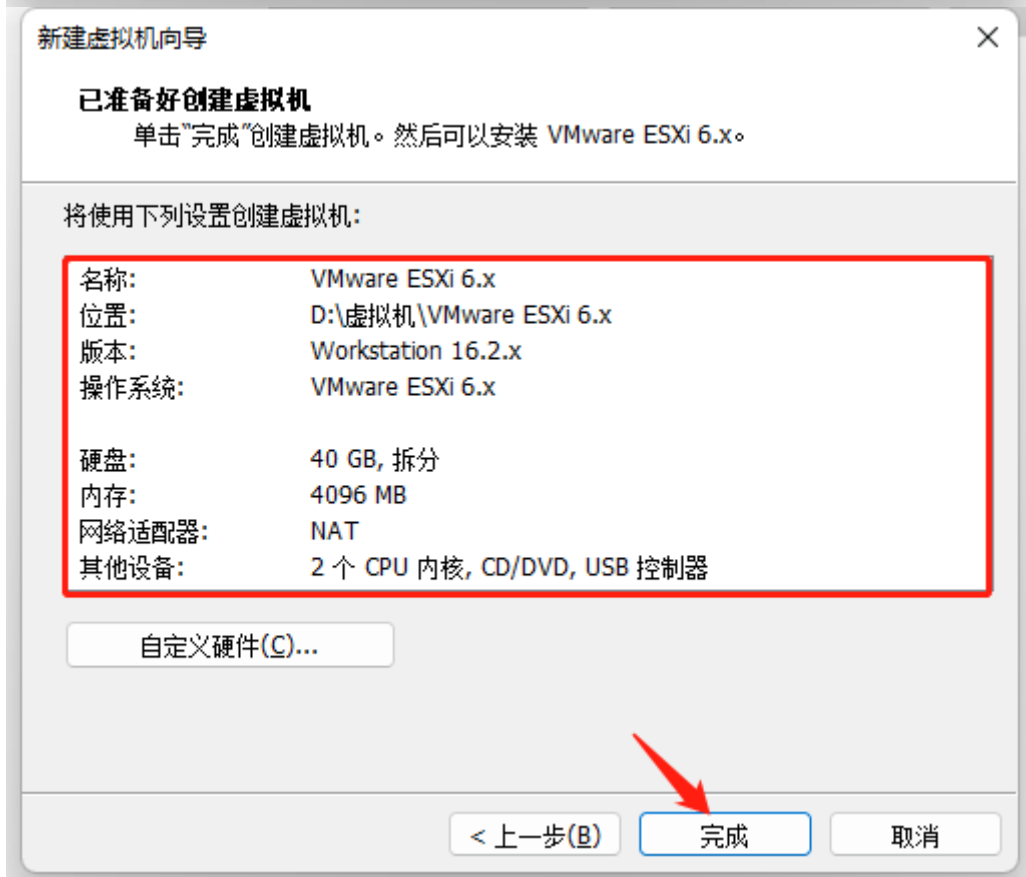 新建虚拟机向导
已准备好创建虚拟机
单击"完成"创建虚拟机。然后可以安装 VMware ESXi 6.x。
将使用下列设置创建虚拟机:
名称: VMware ESXi 6.x
位置: D:\虚拟机\VMware ESXi 6.x
版本: Workstation 16.2.x
操作系统: VMware ESXi 6.x
硬盘: 40 GB, 拆分
内存: 4096 MB
网络适配器: NAT
其他设备: 2 个 CPU 内核, CD/DVD, USB 控制器
自定义硬件(C)...
< 上一步(B) 完成 取消